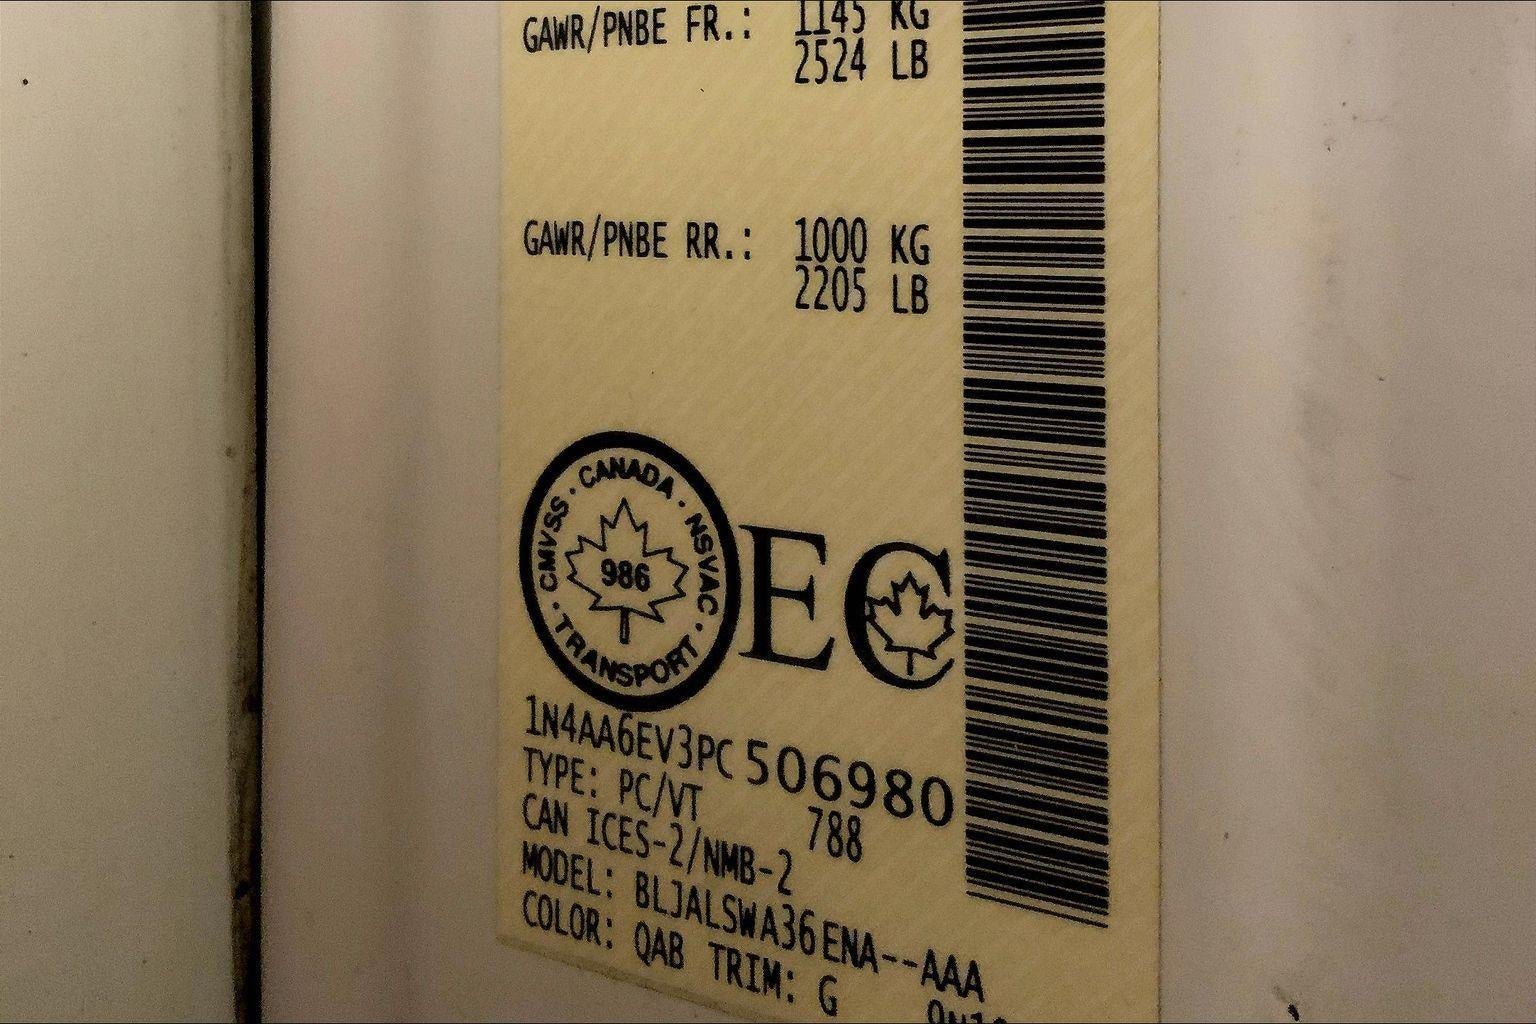 GAWR/PNBE FR.: 1145 KG
2524 LB
GAWR/PNBE RR.: 1000 KG
2205 LB
CMVSS · CANADA · NSVAC · TRANSPORT ·
986
EC
1N4AA6EV3PC506980
TYPE: PC/VT 788
CAN ICES-2/NMB-2
MODEL: BLJALSWA36ENA--AAA
COLOR: QAB TRIM: G